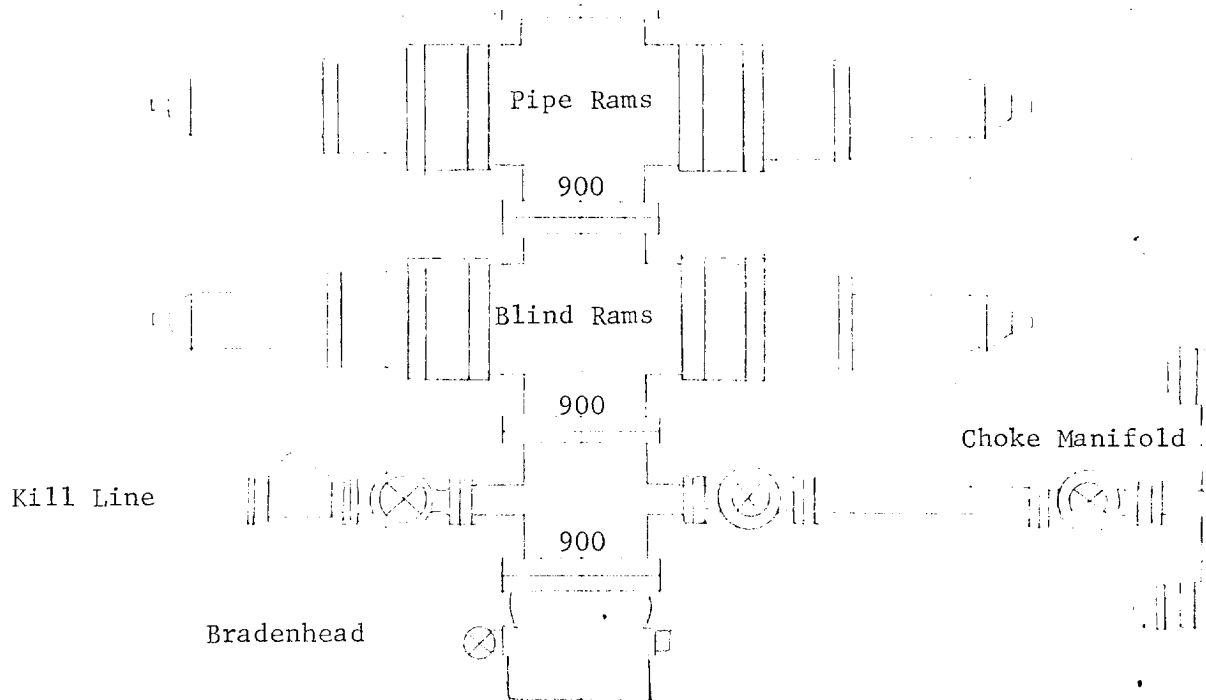 Pipe Rams
900
Blind Rams
900
Choke Manifold
Kill Line
900
Bradenhead